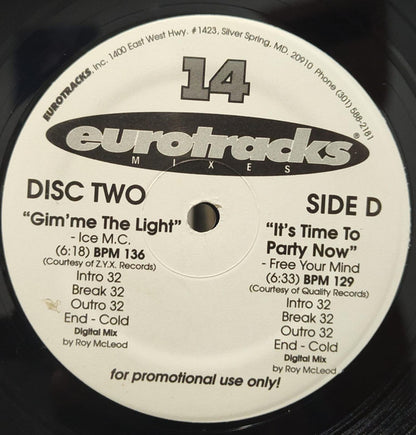 EUROTRACKS, Inc. 1400 East West Hwy. #1423, Silver Spring, MD. 20910 Phone (301) 588-2181
14
eurotracks®
MIXES
DISC TWO
"Gim'me The Light"
- Ice M.C.
(6:18) BPM 136
(Courtesy of Z.Y.X. Records)
Intro 32
Break 32
Outro 32
End - Cold
Digital Mix
by Roy McLeod
SIDE D
"It's Time To
Party Now"
- Free Your Mind
(6:33) BPM 129
(Courtesy of Quality Records)
Intro 32
Break 32
Outro 32
End - Cold
Digital Mix
by Roy McLeod
for promotional use only!